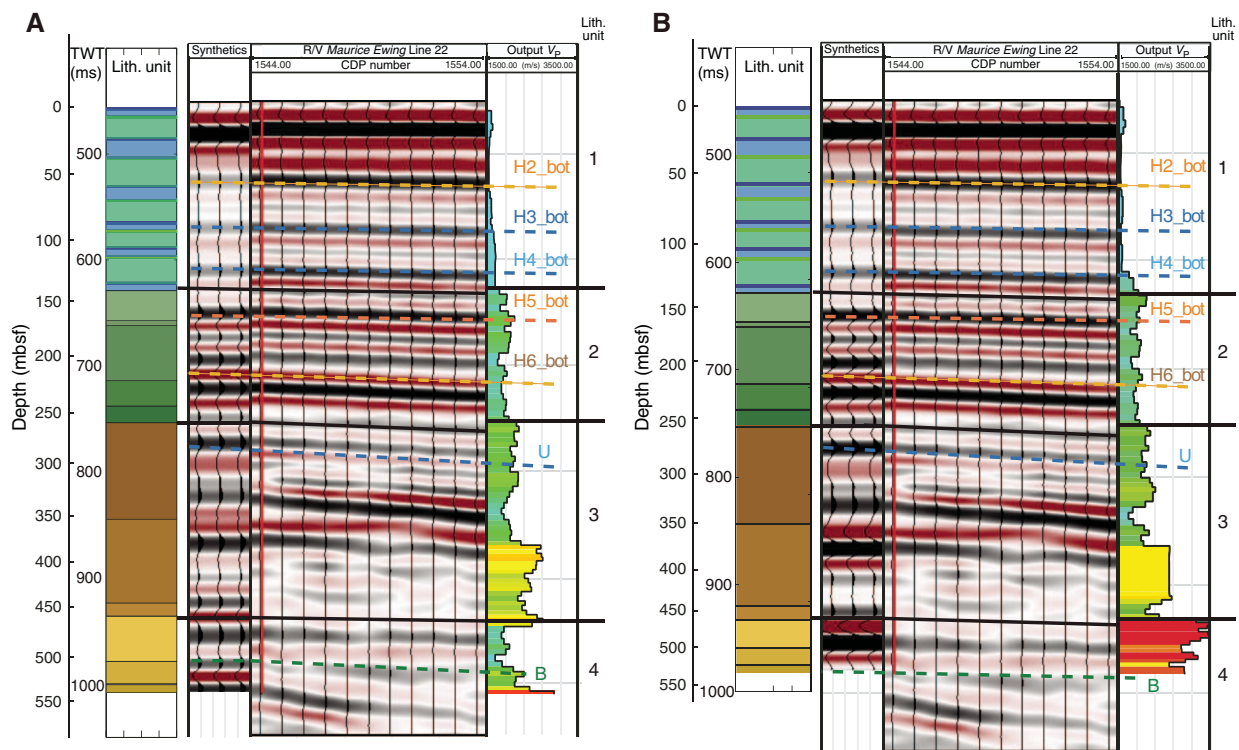 A
TWT
(ms)
Lith. unit
Synthetics
R/V Maurice Ewing Line 22
Output VP
Lith.
unit
1544.00
CDP number
1554.00
1500.00 (m/s) 3500.00
0
50
100
150
200
250
300
350
400
450
500
550
Depth (mbsf)
500
600
700
800
900
1000
H2_bot
H3_bot
H4_bot
H5_bot
H6_bot
U
B
1
2
3
4
B
TWT
(ms)
Lith. unit
Synthetics
R/V Maurice Ewing Line 22
Output VP
Lith.
unit
1544.00
CDP number
1554.00
1500.00 (m/s) 3500.00
0
50
100
150
200
250
300
350
400
450
500
550
Depth (mbsf)
500
600
700
800
900
1000
H2_bot
H3_bot
H4_bot
H5_bot
H6_bot
U
B
1
2
3
4